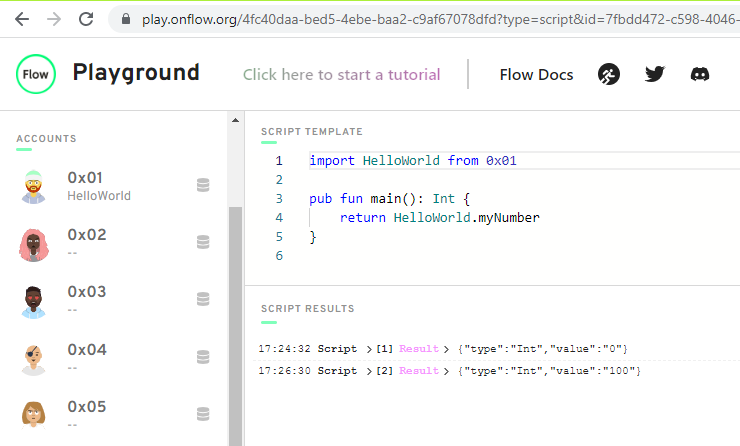 play.onflow.org/4fc40daa-bed5-4ebe-baa2-c9af67078dfd?type=script&id=7fbdd472-c598-4046-
Flow Playground Click here to start a tutorial Flow Docs
ACCOUNTS
0x01
HelloWorld
0x02
--
0x03
--
0x04
--
0x05
--
SCRIPT TEMPLATE
1 import HelloWorld from 0x01
2
3 pub fun main(): Int {
4 return HelloWorld.myNumber
5 }
6
SCRIPT RESULTS
17:24:32 Script >[1] Result > {"type":"Int","value":"0"}
17:26:30 Script >[2] Result > {"type":"Int","value":"100"}